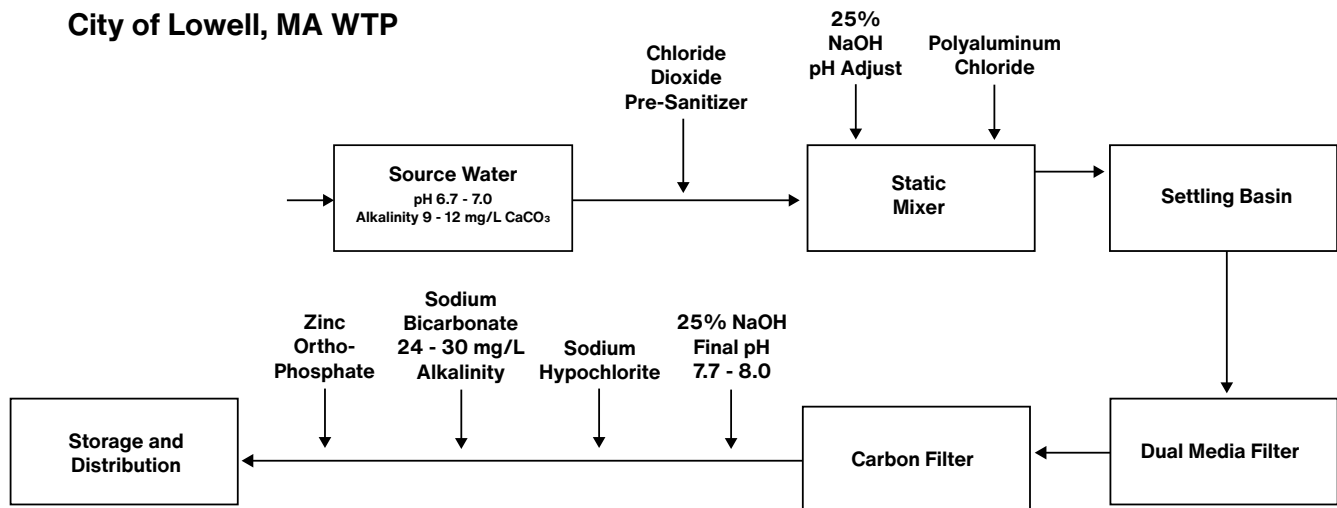 City of Lowell, MA WTP
Chloride
Dioxide
Pre-Sanitizer
25%
NaOH
pH Adjust
Polyaluminum
Chloride
Source Water
pH 6.7 - 7.0
Alkalinity 9 - 12 mg/L CaCO₃
Static
Mixer
Settling Basin
Zinc
Ortho-
Phosphate
Sodium
Bicarbonate
24 - 30 mg/L
Alkalinity
Sodium
Hypochlorite
25% NaOH
Final pH
7.7 - 8.0
Storage and
Distribution
Carbon Filter
Dual Media Filter